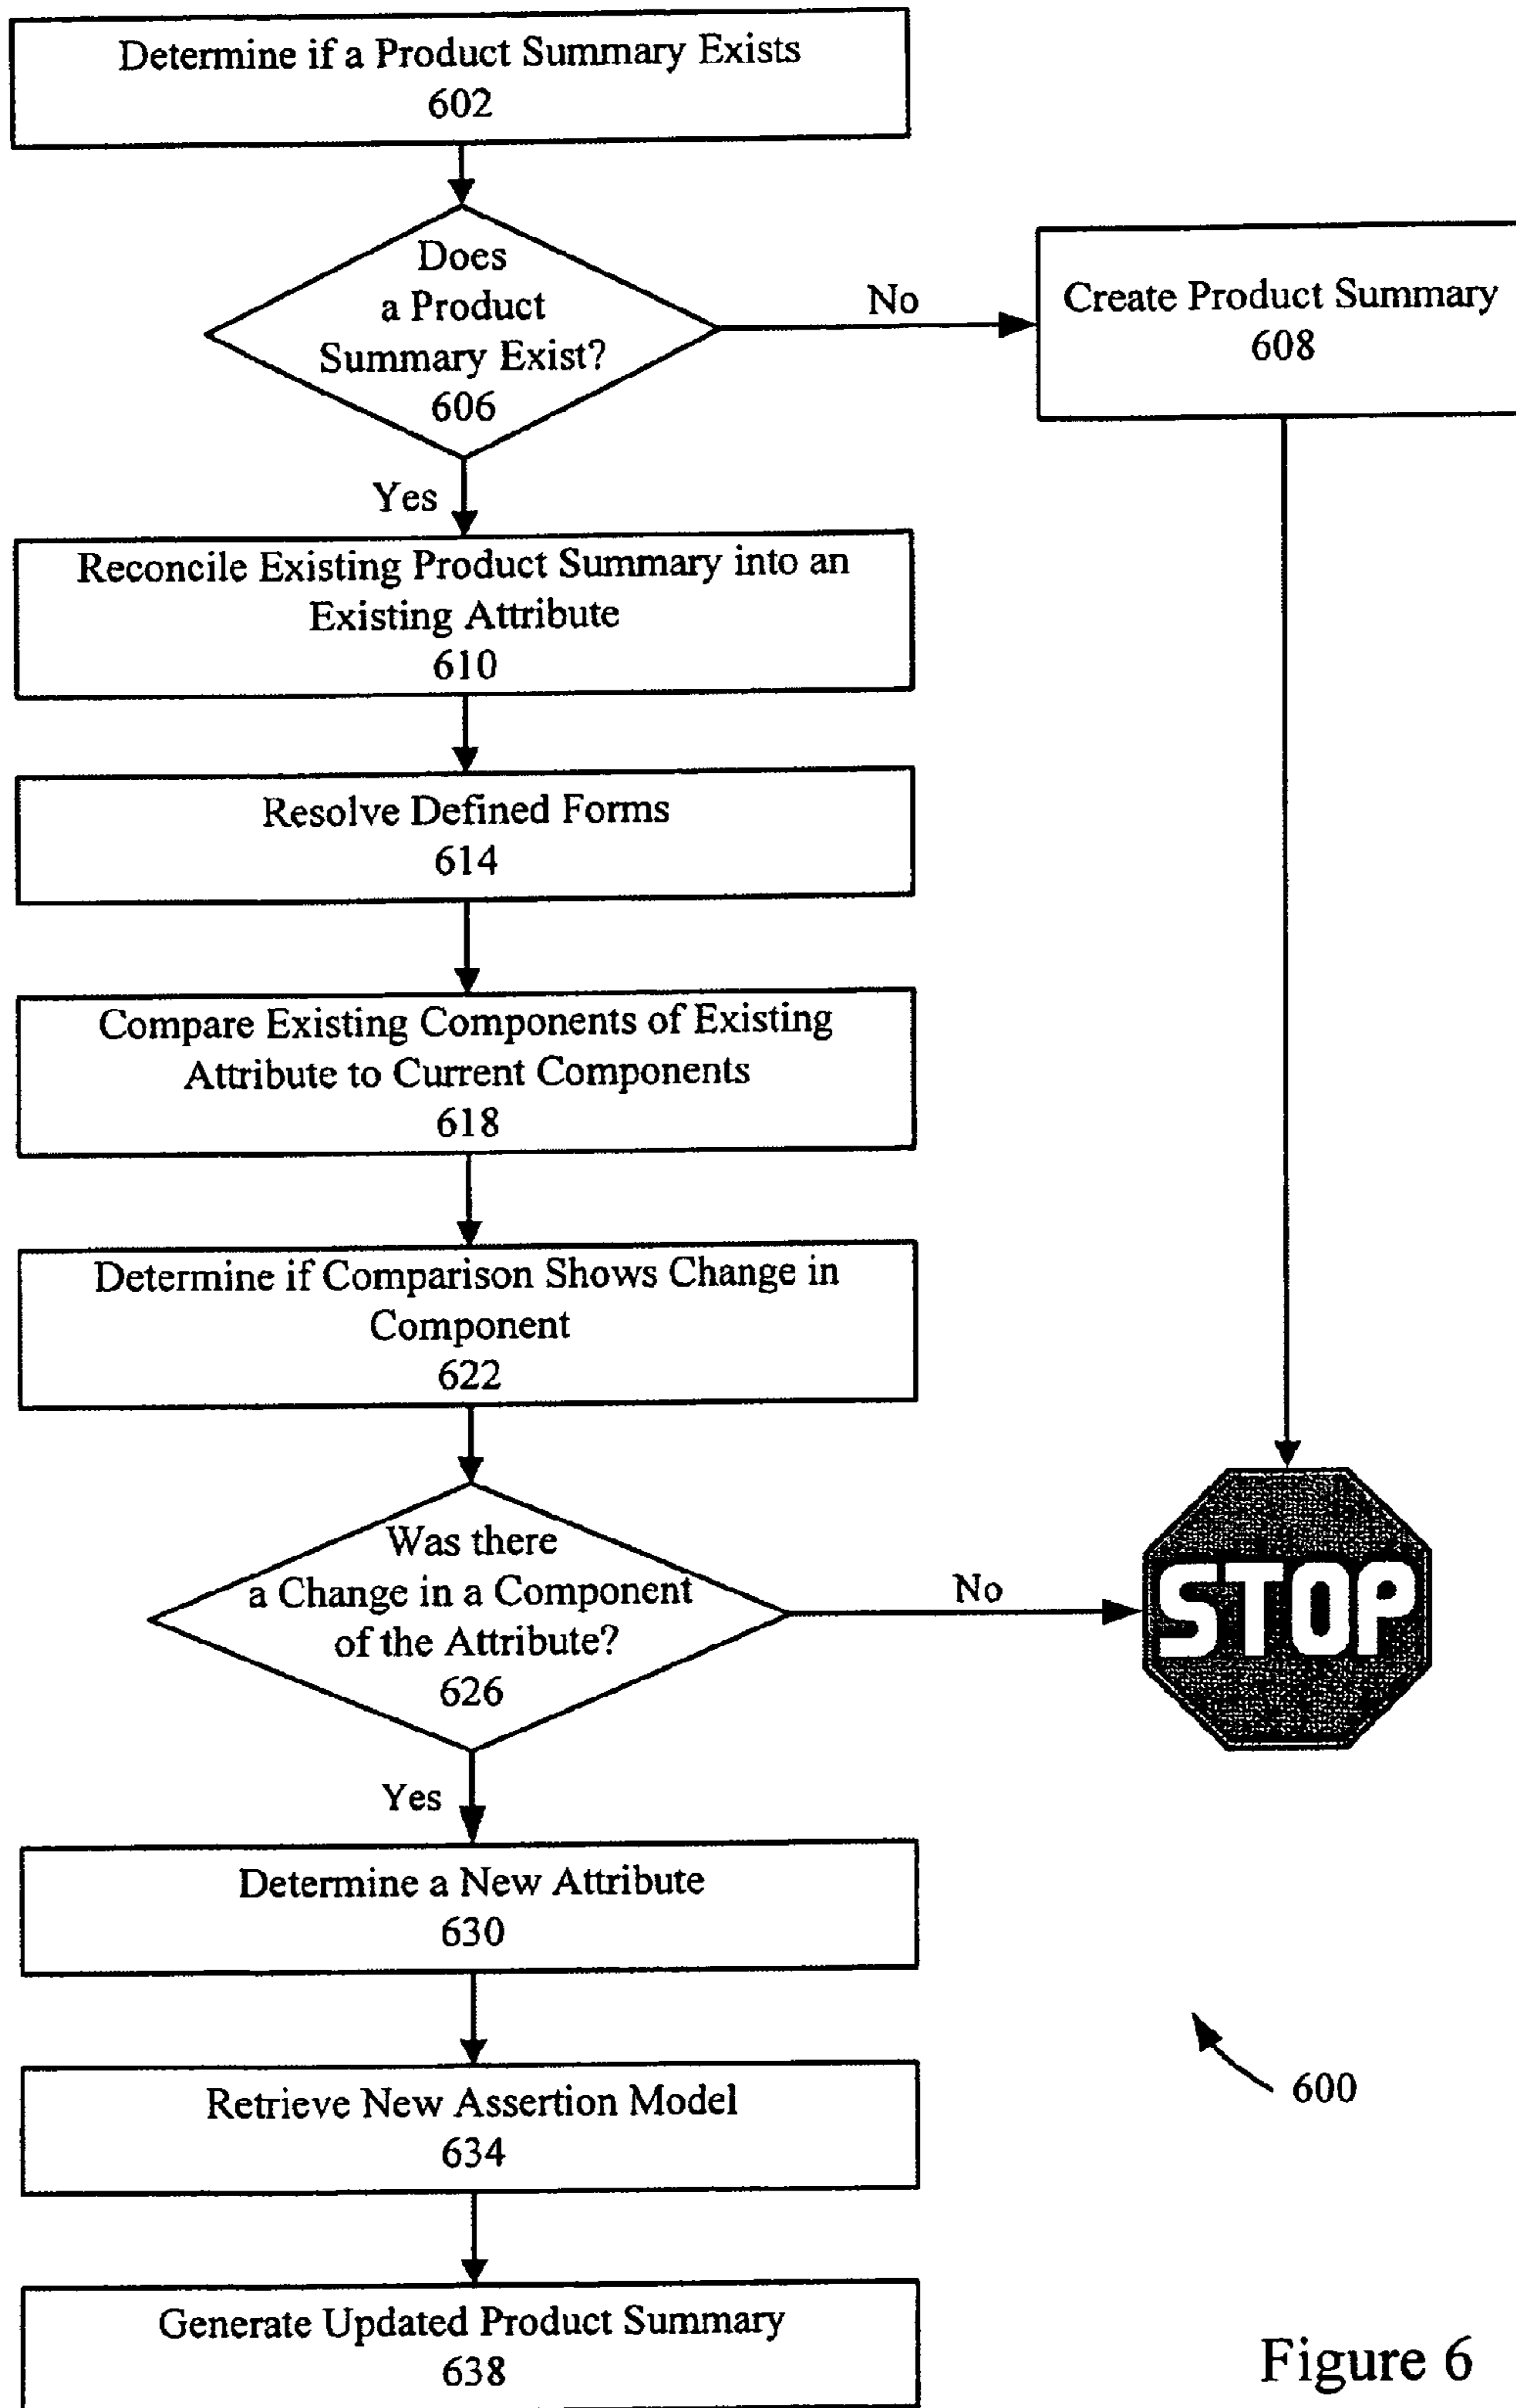 Determine if a Product Summary Exists
602
Does
a Product
Summary Exist?
606
No
Create Product Summary
608
Yes
Reconcile Existing Product Summary into an
Existing Attribute
610
Resolve Defined Forms
614
Compare Existing Components of Existing
Attribute to Current Components
618
Determine if Comparison Shows Change in
Component
622
Was there
a Change in a Component
of the Attribute?
626
No
STOP
Yes
Determine a New Attribute
630
Retrieve New Assertion Model
634
600
Generate Updated Product Summary
638
Figure 6